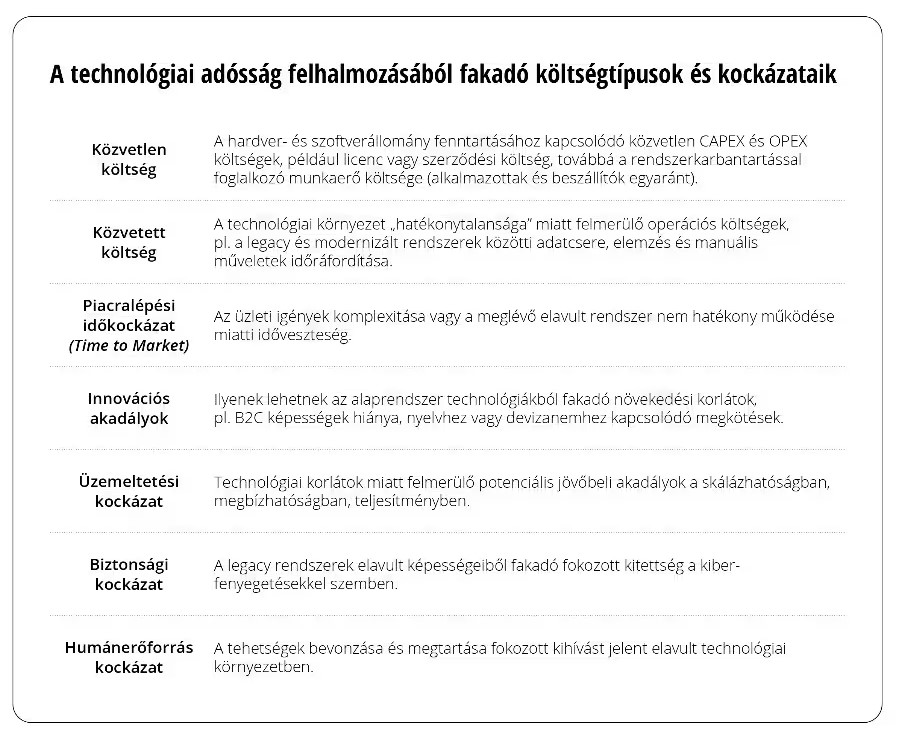 A technológiai adósság felhalmozásából fakadó költségtípusok és kockázataik
Közvetlen
költség
A hardver- és szoftverállomány fenntartásához kapcsolódó közvetlen CAPEX és OPEX
költségek, például licenc vagy szerződési költség, továbbá a rendszerkarbantartással
foglalkozó munkaerő költsége (alkalmazottak és beszállítók egyaránt).
Közvetett
költség
A technológiai környezet „hatékonytalansága” miatt felmerülő operációs költségek,
pl. a legacy és modernizált rendszerek közötti adatcsere, elemzés és manuális
műveletek időráfordítása.
Piacralépési
időkockázat
(Time to Market)
Az üzleti igények komplexitása vagy a meglévő elavult rendszer nem hatékony működése
miatti időveszteség.
Innovációs
akadályok
Ilyenek lehetnek az alaprendszer technológiákból fakadó növekedési korlátok,
pl. B2C képességek hiánya, nyelvhez vagy devizanemhez kapcsolódó megkötések.
Üzemeltetési
kockázat
Technológiai korlátok miatt felmerülő potenciális jövőbeli akadályok a skálázhatóságban,
megbízhatóságban, teljesítményben.
Biztonsági
kockázat
A legacy rendszerek elavult képességeiből fakadó fokozott kitettség a kiber-
fenyegetésekkel szemben.
Humánerőforrás
kockázat
A tehetségek bevonzása és megtartása fokozott kihívást jelent elavult technológiai
környezetben.